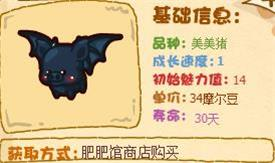 基础信息:
品种: 美美猪
成长速度: 1
初始魅力值: 14
单价: 34摩尔豆
寿命: 30天
获取方式: 肥肥馆商店购买